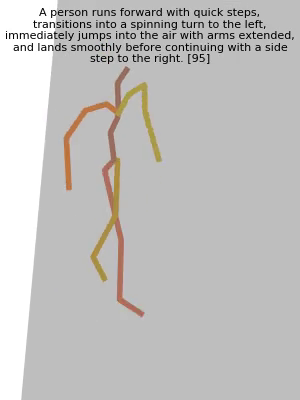 A person runs forward with quick steps,
transitions into a spinning turn to the left,
immediately jumps into the air with arms extended,
and lands smoothly before continuing with a side
step to the right. [95]